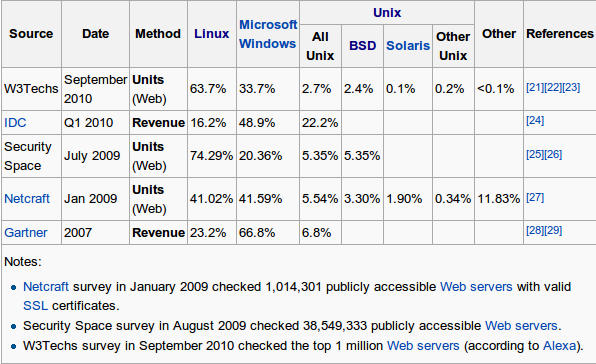 Source Date Method Linux Microsoft Windows Unix Other References
All Unix BSD Solaris Other Unix
W3Techs September 2010 Units (Web) 63.7% 33.7% 2.7% 2.4% 0.1% 0.2% <0.1% [21][22][23]
IDC Q1 2010 Revenue 16.2% 48.9% 22.2% [24]
Security Space July 2009 Units (Web) 74.29% 20.36% 5.35% 5.35% [25][26]
Netcraft Jan 2009 Units (Web) 41.02% 41.59% 5.54% 3.30% 1.90% 0.34% 11.83% [27]
Gartner 2007 Revenue 23.2% 66.8% 6.8% [28][29]
Notes:
• Netcraft survey in January 2009 checked 1,014,301 publicly accessible Web servers with valid
SSL certificates.
• Security Space survey in August 2009 checked 38,549,333 publicly accessible Web servers.
• W3Techs survey in September 2010 checked the top 1 million Web servers (according to Alexa).